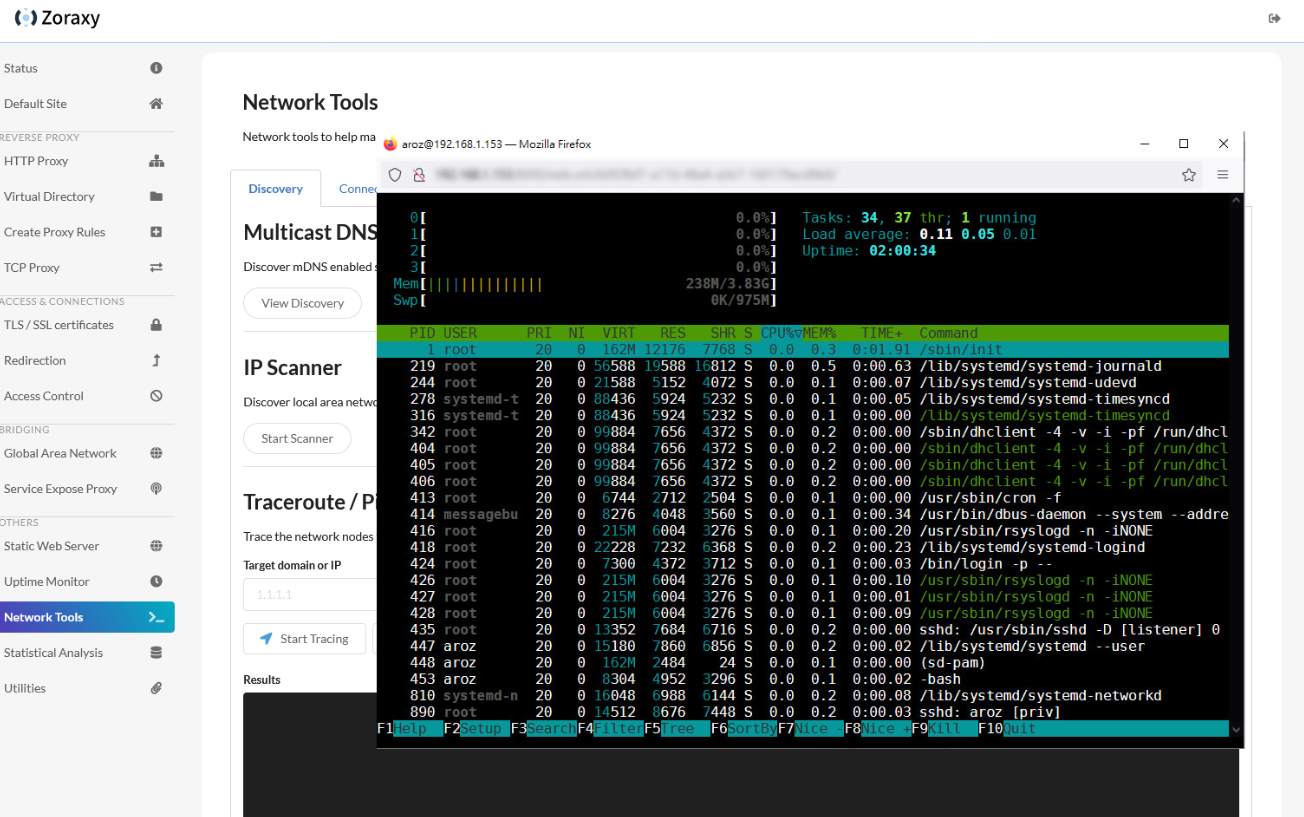 Zoraxy
Status
Default Site
REVERSE PROXY
HTTP Proxy
Virtual Directory
Create Proxy Rules
TCP Proxy
ACCESS & CONNECTIONS
TLS / SSL certificates
Redirection
Access Control
BRIDGING
Global Area Network
Service Expose Proxy
OTHERS
Static Web Server
Uptime Monitor
Network Tools
Statistical Analysis
Utilities
Network Tools
Network tools to help ma
Discovery Connec
Multicast DNS
Discover mDNS enabled s
View Discovery
IP Scanner
Discover local area netwo
Start Scanner
Traceroute / Pi
Trace the network nodes
Target domain or IP
1.1.1.1
Start Tracing
Results
aroz@192.168.1.153 — Mozilla Firefox
0[ 0.0%] Tasks: 34, 37 thr; 1 running
1[ 0.0%] Load average: 0.11 0.05 0.01
2[ 0.0%] Uptime: 02:00:34
3[ 0.0%]
Mem[||||||||||||||| 238M/3.83G]
Swp[ 0K/975M]
PID USER PRI NI VIRT RES SHR S CPU%▽MEM% TIME+ Command
1 root 20 0 162M 12176 7768 S 0.0 0.3 0:01.91 /sbin/init
219 root 20 0 56588 19588 16812 S 0.0 0.5 0:00.63 /lib/systemd/systemd-journald
244 root 20 0 21588 5152 4072 S 0.0 0.1 0:00.07 /lib/systemd/systemd-udevd
278 systemd-t 20 0 88436 5924 5232 S 0.0 0.1 0:00.05 /lib/systemd/systemd-timesyncd
316 systemd-t 20 0 88436 5924 5232 S 0.0 0.1 0:00.00 /lib/systemd/systemd-timesyncd
342 root 20 0 99884 7656 4372 S 0.0 0.2 0:00.00 /sbin/dhclient -4 -v -i -pf /run/dhcl
404 root 20 0 99884 7656 4372 S 0.0 0.2 0:00.00 /sbin/dhclient -4 -v -i -pf /run/dhcl
405 root 20 0 99884 7656 4372 S 0.0 0.2 0:00.00 /sbin/dhclient -4 -v -i -pf /run/dhcl
406 root 20 0 99884 7656 4372 S 0.0 0.2 0:00.00 /sbin/dhclient -4 -v -i -pf /run/dhcl
413 root 20 0 6744 2712 2504 S 0.0 0.1 0:00.00 /usr/sbin/cron -f
414 messagebu 20 0 8276 4048 3560 S 0.0 0.1 0:00.34 /usr/bin/dbus-daemon --system --addre
416 root 20 0 215M 6004 3276 S 0.0 0.1 0:00.20 /usr/sbin/rsyslogd -n -iNONE
418 root 20 0 22228 7232 6368 S 0.0 0.2 0:00.23 /lib/systemd/systemd-logind
424 root 20 0 7300 4372 3712 S 0.0 0.1 0:00.03 /bin/login -p --
426 root 20 0 215M 6004 3276 S 0.0 0.1 0:00.10 /usr/sbin/rsyslogd -n -iNONE
427 root 20 0 215M 6004 3276 S 0.0 0.1 0:00.01 /usr/sbin/rsyslogd -n -iNONE
428 root 20 0 215M 6004 3276 S 0.0 0.1 0:00.09 /usr/sbin/rsyslogd -n -iNONE
435 root 20 0 13352 7684 6716 S 0.0 0.2 0:00.00 sshd: /usr/sbin/sshd -D [listener] 0
447 aroz 20 0 15180 7860 6856 S 0.0 0.2 0:00.02 /lib/systemd/systemd --user
448 aroz 20 0 162M 2484 24 S 0.0 0.1 0:00.00 (sd-pam)
453 aroz 20 0 8304 4952 3296 S 0.0 0.1 0:00.02 -bash
810 systemd-n 20 0 16048 6988 6144 S 0.0 0.2 0:00.08 /lib/systemd/systemd-networkd
890 root 20 0 14512 8676 7448 S 0.0 0.2 0:00.03 sshd: aroz [priv]
F1Help F2Setup F3SearchF4FilterF5Tree F6SortByF7Nice -F8Nice +F9Kill F10Quit